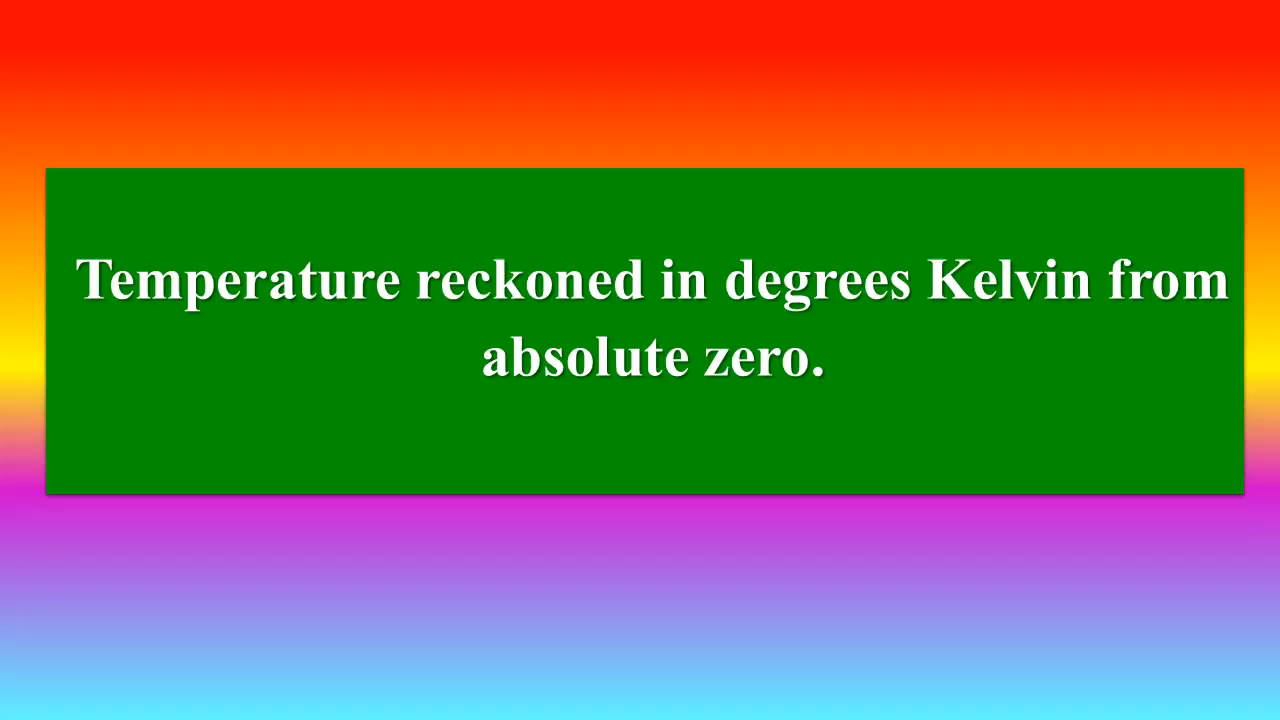 Temperature reckoned in degrees Kelvin from
absolute zero.